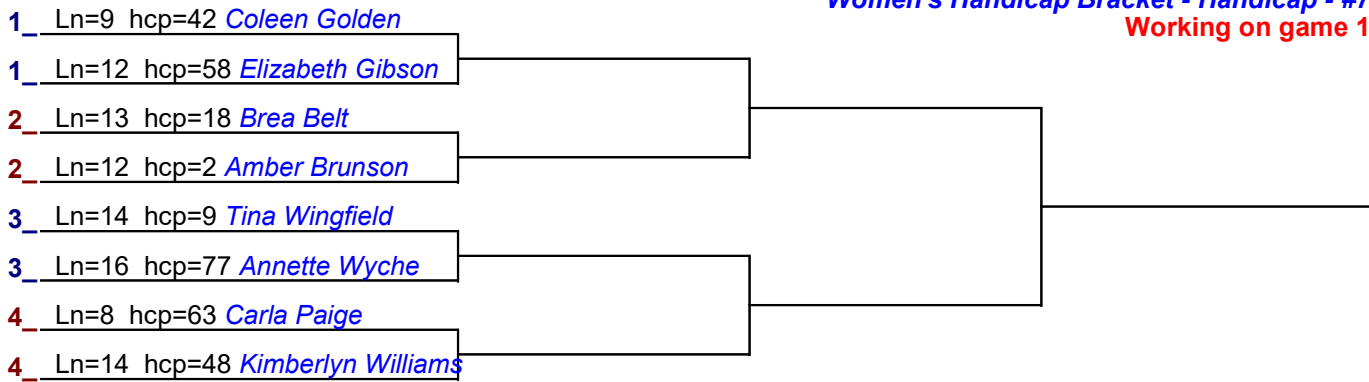 Women's Handicap Bracket - Handicap - #7
Working on game 1
1_ Ln=9 hcp=42 Coleen Golden
1_ Ln=12 hcp=58 Elizabeth Gibson
2_ Ln=13 hcp=18 Brea Belt
2_ Ln=12 hcp=2 Amber Brunson
3_ Ln=14 hcp=9 Tina Wingfield
3_ Ln=16 hcp=77 Annette Wyche
4_ Ln=8 hcp=63 Carla Paige
4_ Ln=14 hcp=48 Kimberlyn Williams